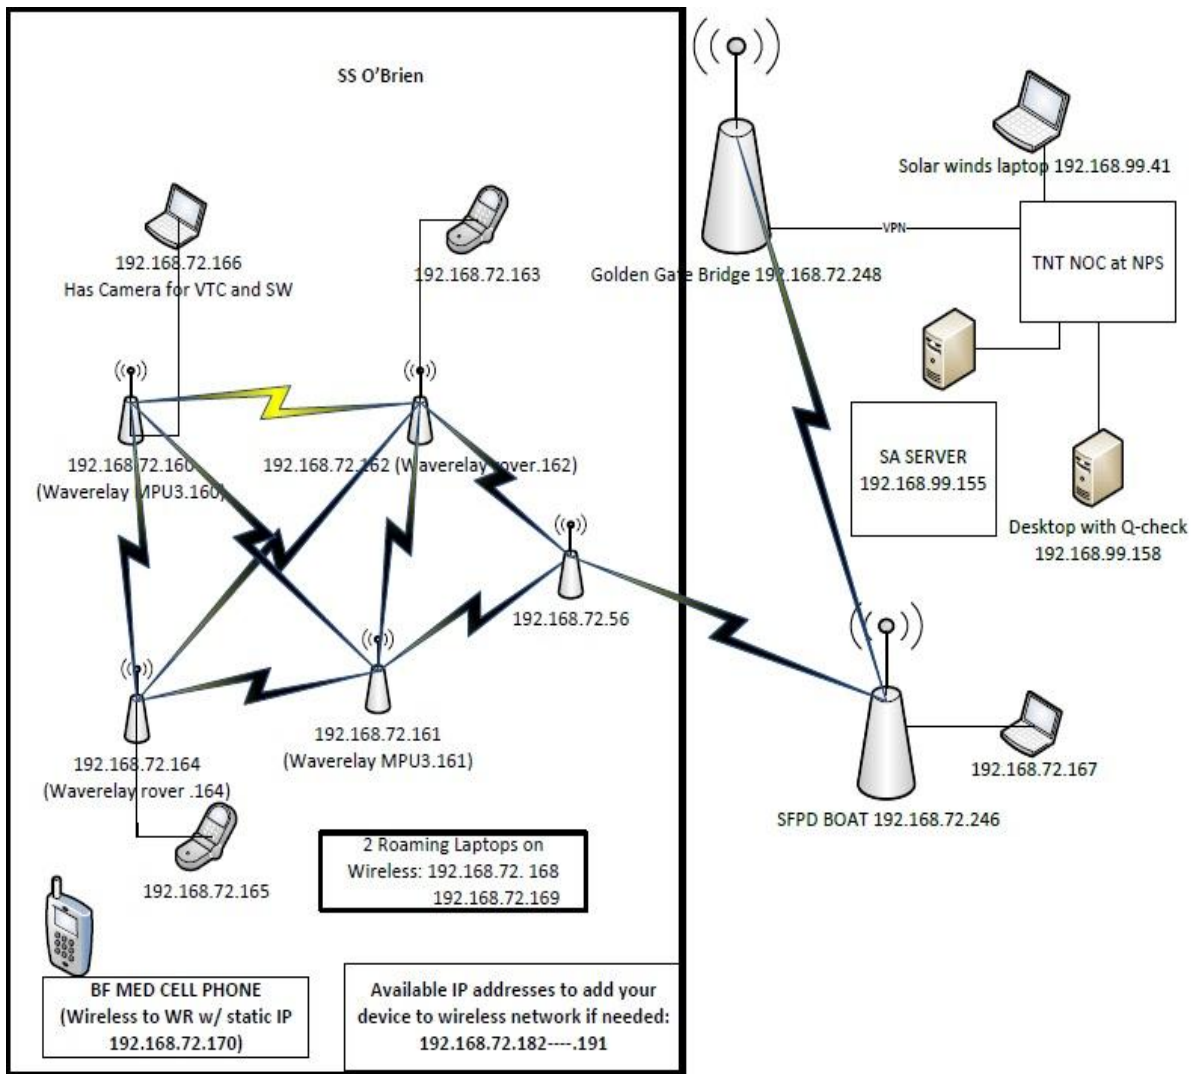 SS O'Brien
192.168.72.166
Has Camera for VTC and SW
192.168.72.163
192.168.72.160
(Waverelay MPU3.160)
192.168.72.162 (Waverelay rover.162)
192.168.72.56
192.168.72.164
(Waverelay rover .164)
192.168.72.161
(Waverelay MPU3.161)
192.168.72.165
2 Roaming Laptops on
Wireless: 192.168.72. 168
192.168.72.169
BF MED CELL PHONE
(Wireless to WR w/ static IP
192.168.72.170)
Available IP addresses to add your
device to wireless network if needed:
192.168.72.182----.191
Solar winds laptop 192.168.99.41
VPN
Golden Gate Bridge 192.168.72.248
TNT NOC at NPS
SA SERVER
192.168.99.155
Desktop with Q-check
192.168.99.158
192.168.72.167
SFPD BOAT 192.168.72.246